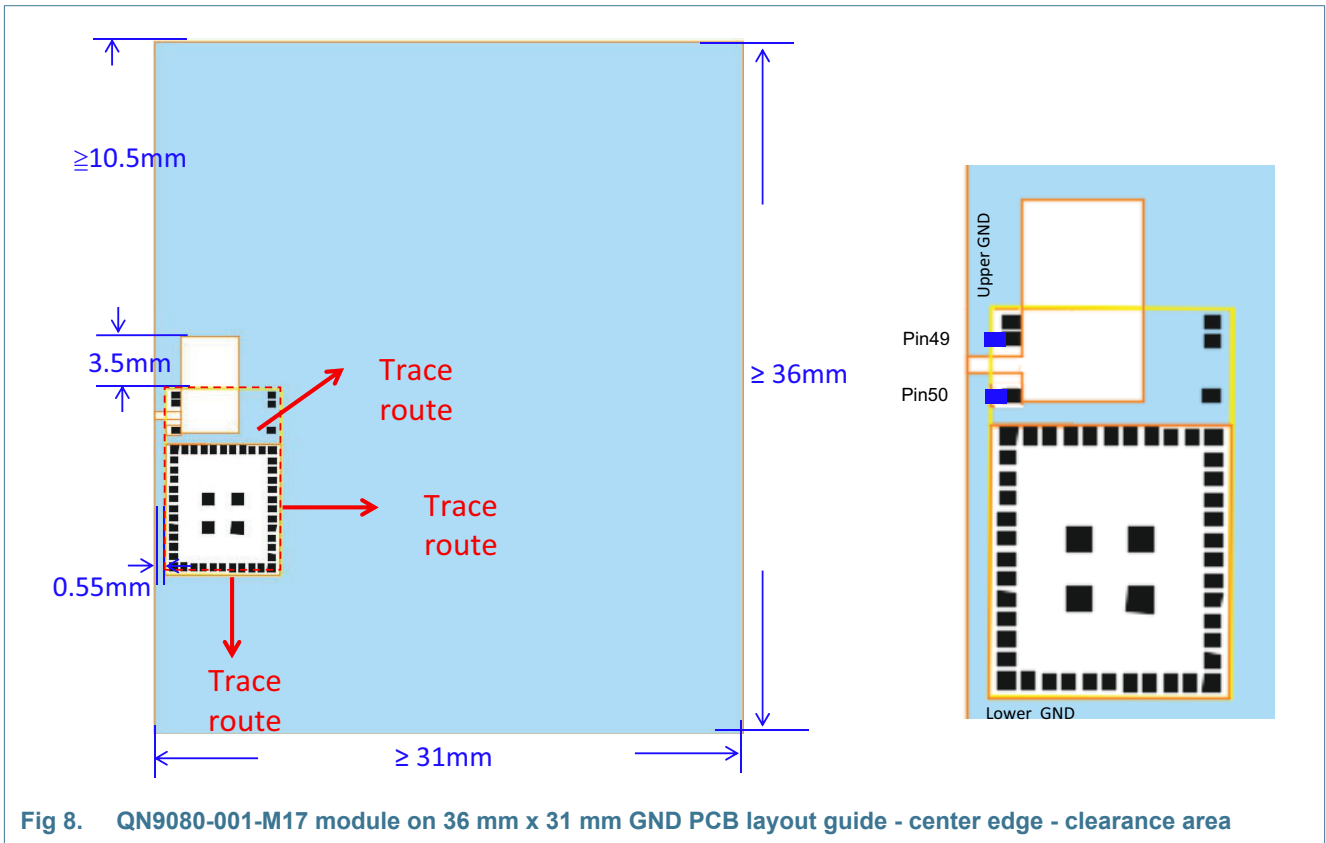 ≧10.5mm
3.5mm
Trace
route
≥ 36mm
Trace
route
0.55mm
Trace
route
≥ 31mm
Upper GND
Pin49
Pin50
Lower GND
Fig 8. QN9080-001-M17 module on 36 mm x 31 mm GND PCB layout guide - center edge - clearance area